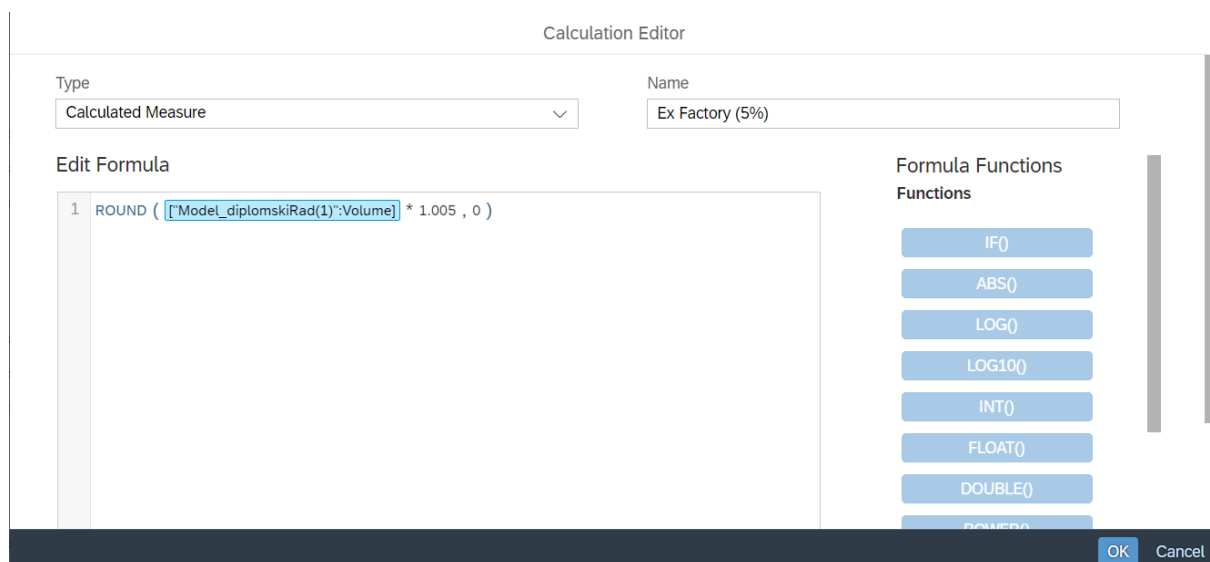 Calculation Editor
Type
Name
Calculated Measure
Ex Factory (5%)
Edit Formula
Formula Functions
Functions
1 ROUND ( ["Model_diplomskiRad(1)":Volume] * 1.005 , 0 )
IF()
ABS()
LOG()
LOG10()
INT()
FLOAT()
DOUBLE()
POWER()
OK Cancel